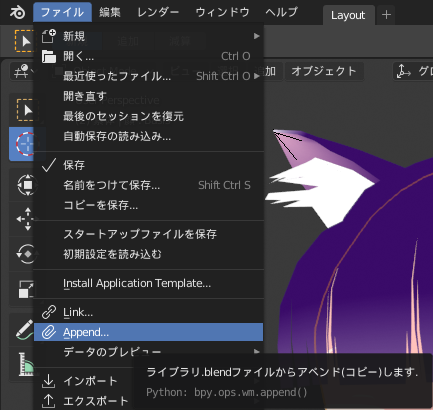 ファイル 編集 レンダー ウィンドウ ヘルプ Layout +
新規
開く... Ctrl O
最近使ったファイル... Shift Ctrl O
加 オブジェクト グロ
開き直す
erspective
最後のセッションを復元
自動保存の読み込み...
保存
名前をつけて保存... Shift Ctrl S
コピーを保存...
スタートアップファイルを保存
初期設定を読み込む
Install Application Template...
Link...
Append...
データのプレビュー
ライブラリ.blendファイルからアペンド(コピー)します.
Python: bpy.ops.wm.append()
インポート
エクスポート